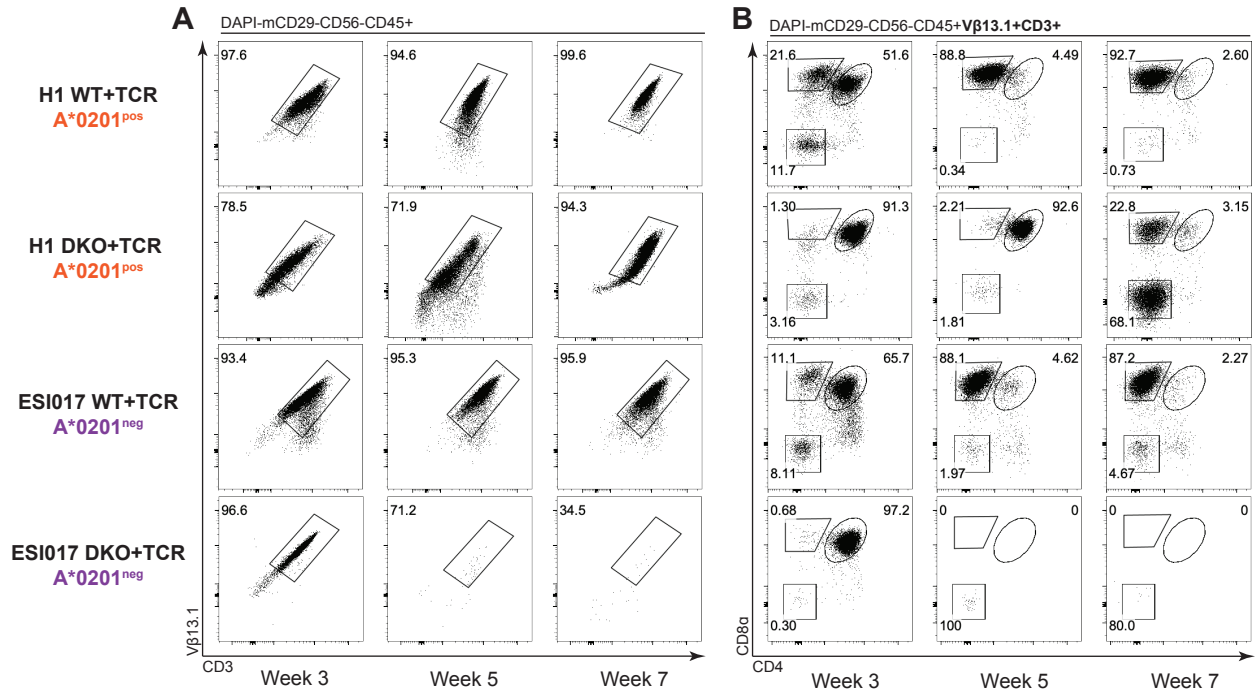 A
DAPI-mCD29-CD56-CD45+
B
DAPI-mCD29-CD56-CD45+Vβ13.1+CD3+
H1 WT+TCR
A*0201pos
97.6
94.6
99.6
21.6 51.6
11.7
88.8 4.49
0.34
92.7 2.60
0.73
H1 DKO+TCR
A*0201pos
78.5
71.9
94.3
1.30 91.3
3.16
2.21 92.6
1.81
22.8 3.15
68.1
ESI017 WT+TCR
A*0201neg
93.4
95.3
95.9
11.1 65.7
8.11
88.1 4.62
1.97
87.2 2.27
4.67
ESI017 DKO+TCR
A*0201neg
96.6
71.2
34.5
0.68 97.2
0.30
0 0
100
0 0
80.0
Vβ13.1
CD3
Week 3 Week 5 Week 7
CD8α
CD4
Week 3 Week 5 Week 7